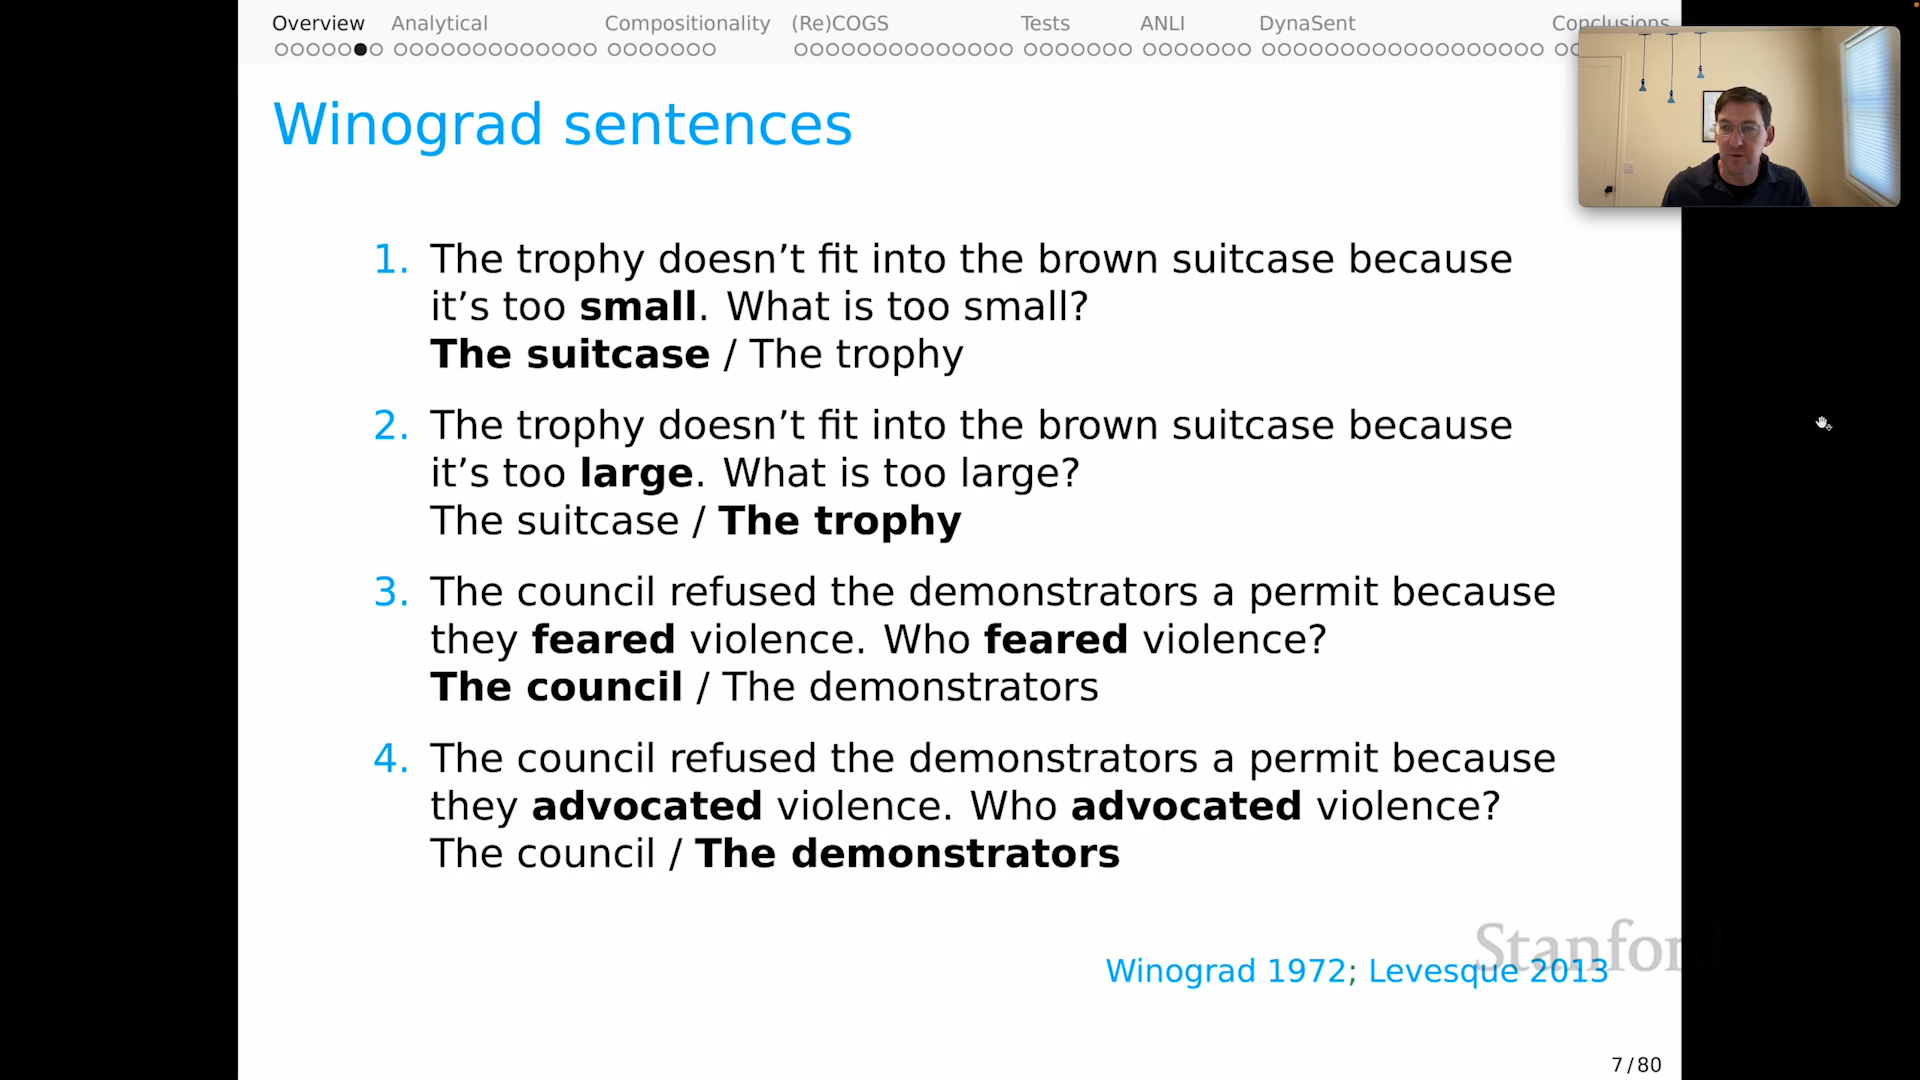 Overview Analytical Compositionality (Re)COGS Tests ANLI DynaSent Conclusions
Winograd sentences
1. The trophy doesn’t fit into the brown suitcase because
it’s too small. What is too small?
The suitcase / The trophy
2. The trophy doesn’t fit into the brown suitcase because
it’s too large. What is too large?
The suitcase / The trophy
3. The council refused the demonstrators a permit because
they feared violence. Who feared violence?
The council / The demonstrators
4. The council refused the demonstrators a permit because
they advocated violence. Who advocated violence?
The council / The demonstrators
Stanford
Winograd 1972; Levesque 2013
7 / 80